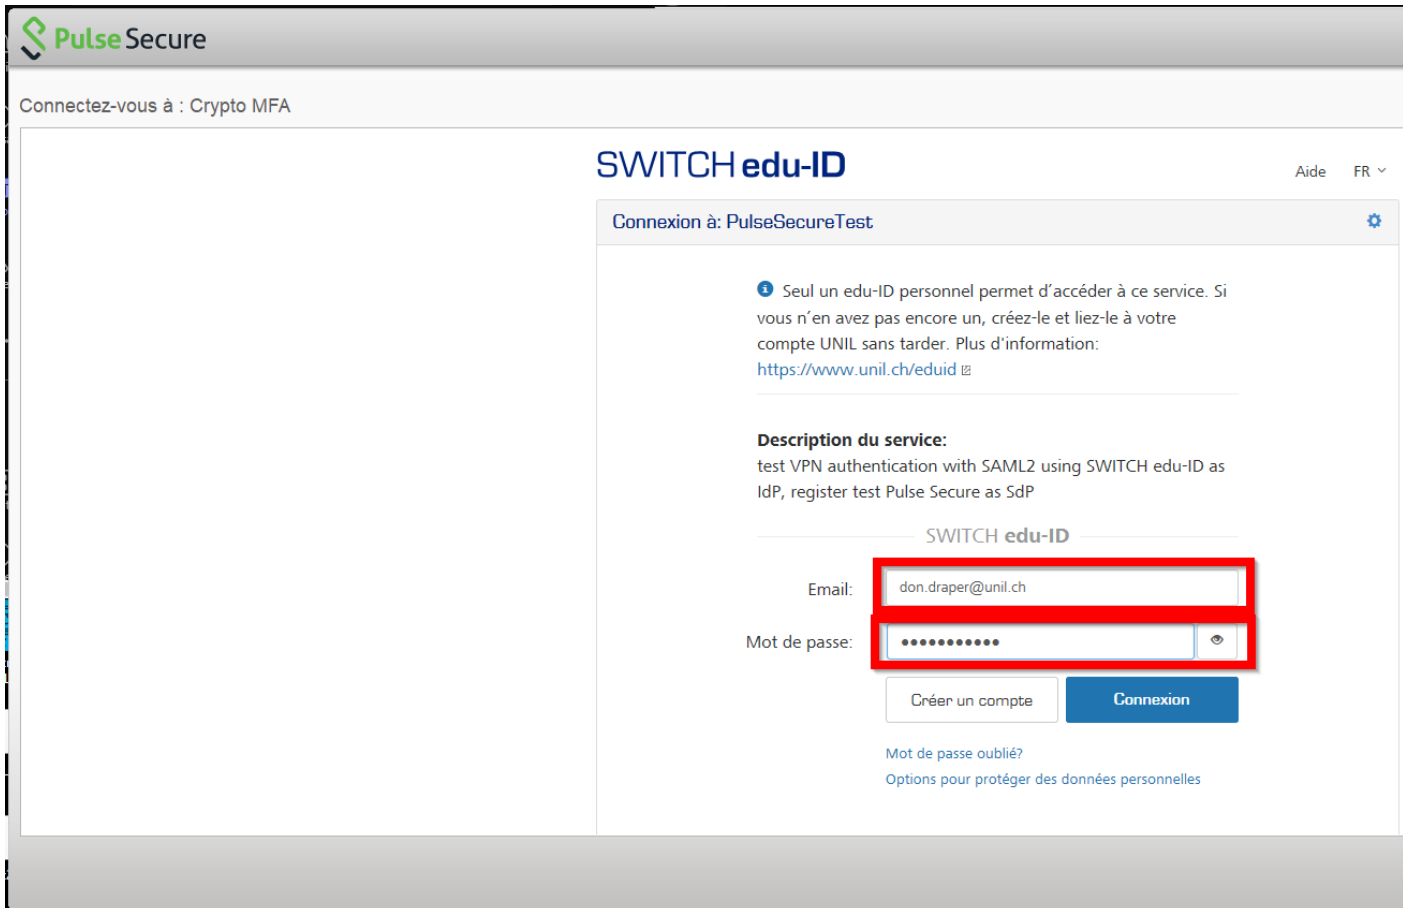 Pulse Secure
Connectez-vous à : Crypto MFA
SWITCH edu-ID
Aide FR
Connexion à: PulseSecureTest
Seul un edu-ID personnel permet d’accéder à ce service. Si
vous n’en avez pas encore un, créez-le et liez-le à votre
compte UNIL sans tarder. Plus d'information:
https://www.unil.ch/eduid
Description du service:
test VPN authentication with SAML2 using SWITCH edu-ID as
IdP, register test Pulse Secure as SdP
SWITCH edu-ID
Email: don.draper@unil.ch
Mot de passe: •••••••••••
Créer un compte Connexion
Mot de passe oublié?
Options pour protéger des données personnelles